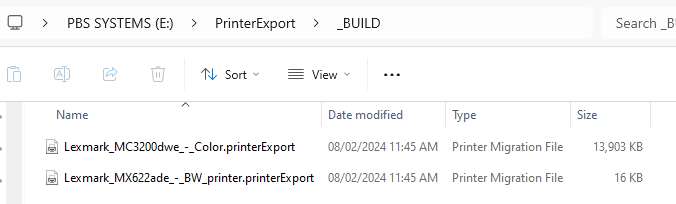 PBS SYSTEMS (E:) > PrinterExport > _BUILD
Search _B
Sort View ...
Name Date modified Type Size
Lexmark_MC3200dwe_-_Color.printerExport 08/02/2024 11:45 AM Printer Migration File 13,903 KB
Lexmark_MX622ade_-_BW_printer.printerExport 08/02/2024 11:45 AM Printer Migration File 16 KB